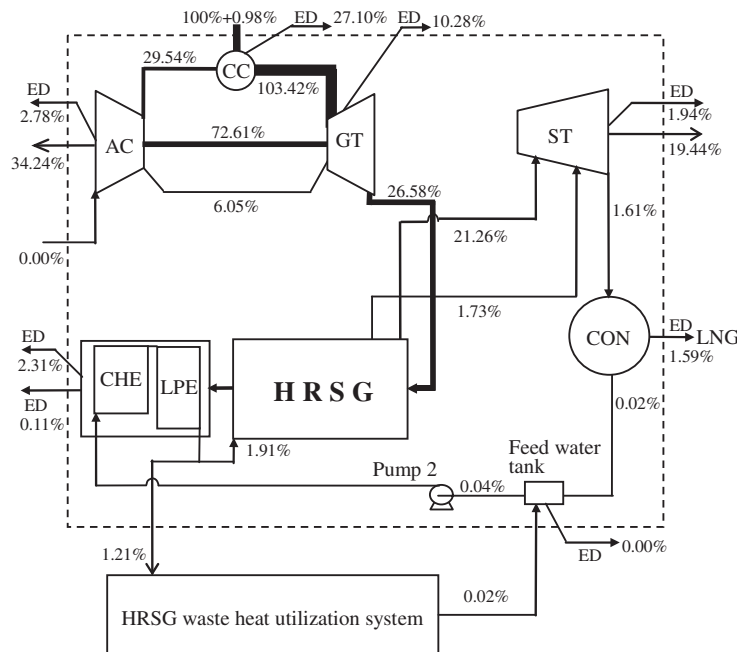 100%+0.98%
ED
27.10%
ED
10.28%
29.54%
CC
103.42%
ED
2.78%
ED
1.94%
AC
72.61%
GT
ST
34.24%
19.44%
6.05%
26.58%
1.61%
21.26%
0.00%
1.73%
ED
2.31%
CON
ED
LNG
1.59%
CHE
LPE
H R S G
ED
0.11%
0.02%
1.91%
Feed water
tank
Pump 2
0.04%
1.21%
ED
0.00%
0.02%
HRSG waste heat utilization system